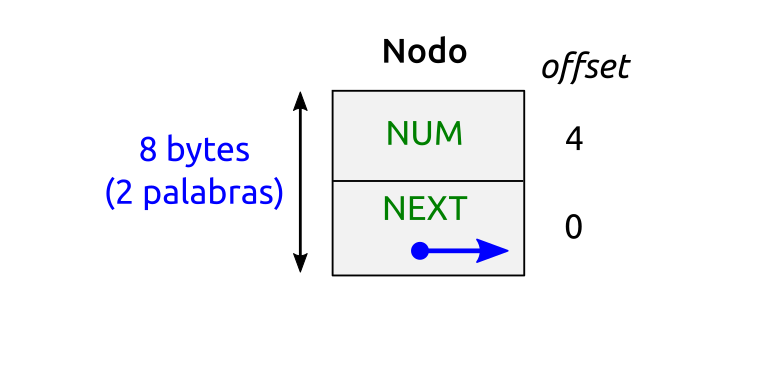 Nodo
offset
NUM
4
8 bytes
(2 palabras)
NEXT
0